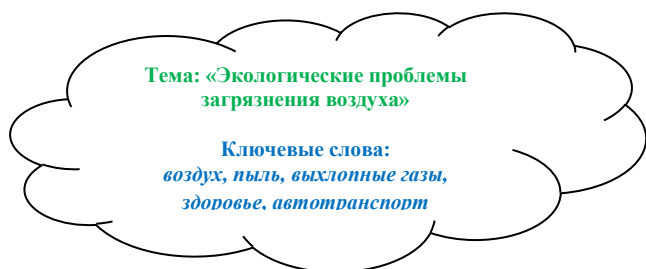 Тема: «Экологические проблемы
загрязнения воздуха»
Ключевые слова:
воздух, пыль, выхлопные газы,
здоровье, автотранспорт